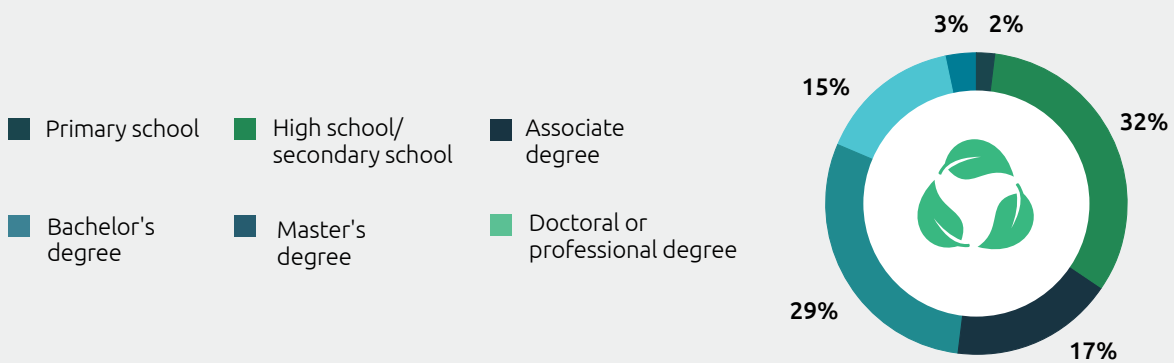 Primary school
High school/
secondary school
Associate
degree
Bachelor's
degree
Master's
degree
Doctoral or
professional degree
3%
2%
15%
32%
29%
17%